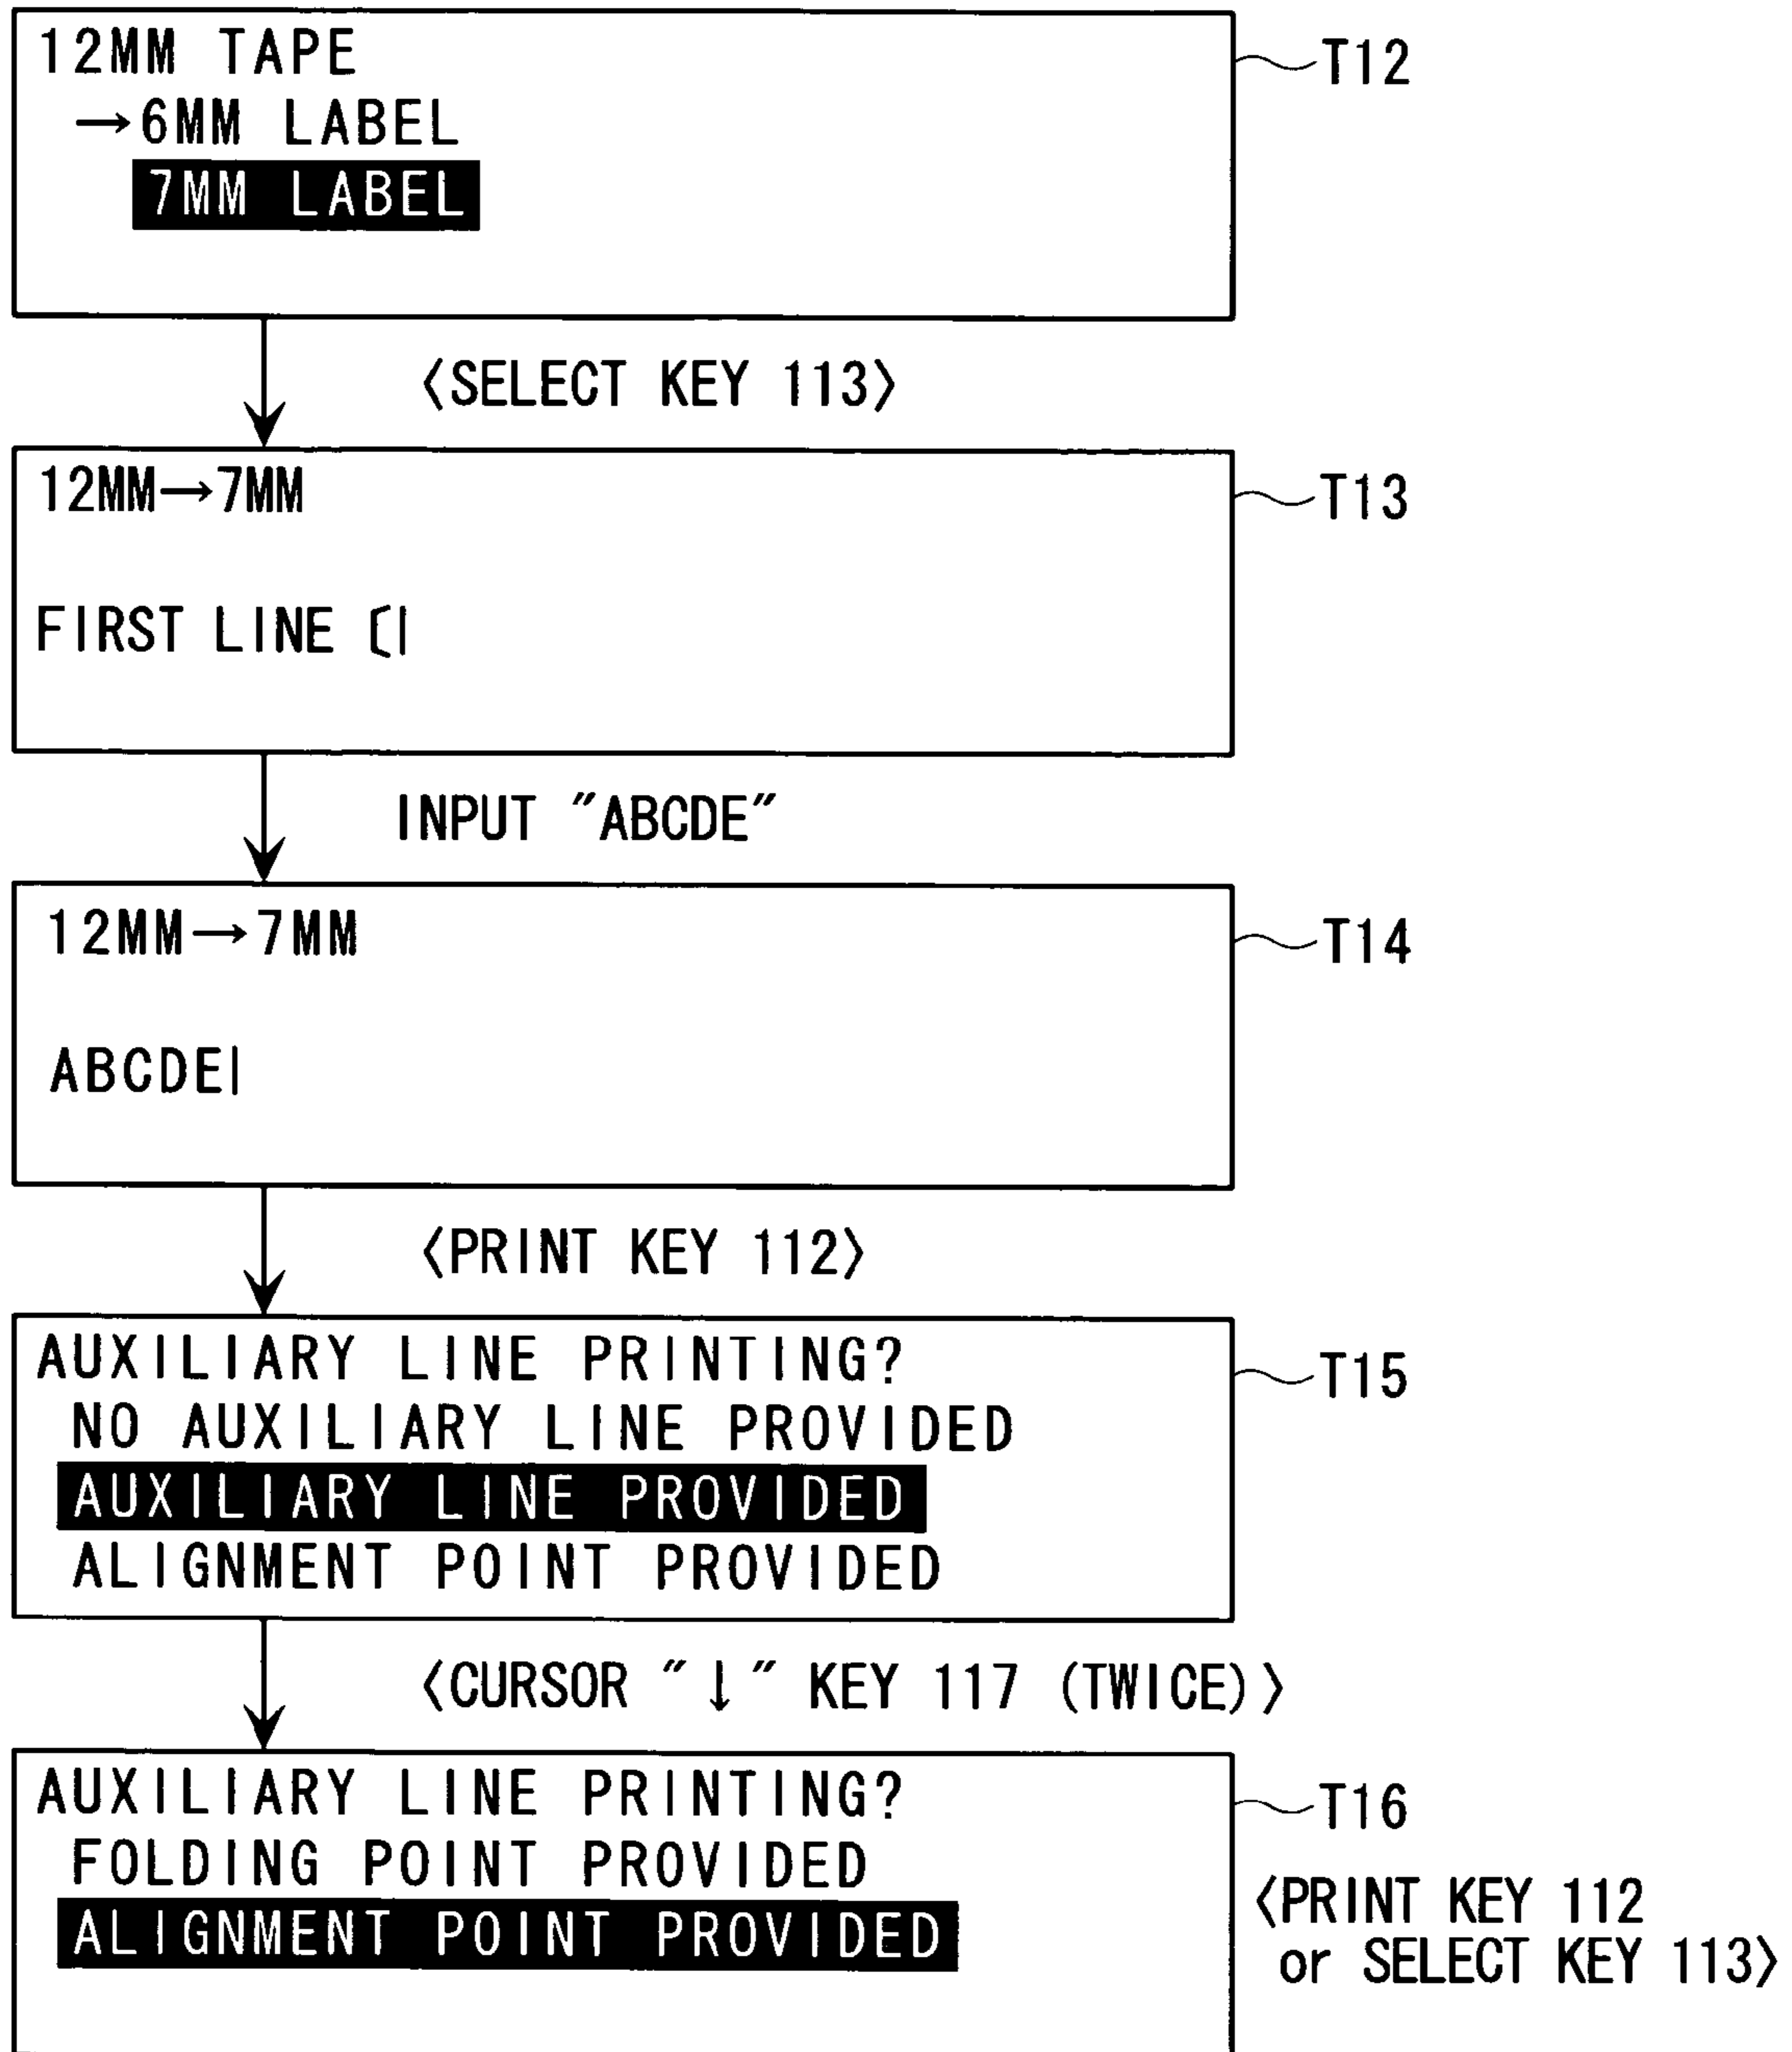 12MM TAPE
→6MM LABEL
7MM LABEL
T12
〈SELECT KEY 113〉
12MM→7MM
T13
FIRST LINE 〔|
INPUT "ABCDE"
12MM→7MM
T14
ABCDE|
〈PRINT KEY 112〉
AUXILIARY LINE PRINTING?
T15
NO AUXILIARY LINE PROVIDED
AUXILIARY LINE PROVIDED
ALIGNMENT POINT PROVIDED
〈CURSOR "↓" KEY 117 (TWICE)〉
AUXILIARY LINE PRINTING?
T16
FOLDING POINT PROVIDED
ALIGNMENT POINT PROVIDED
〈PRINT KEY 112
or SELECT KEY 113〉